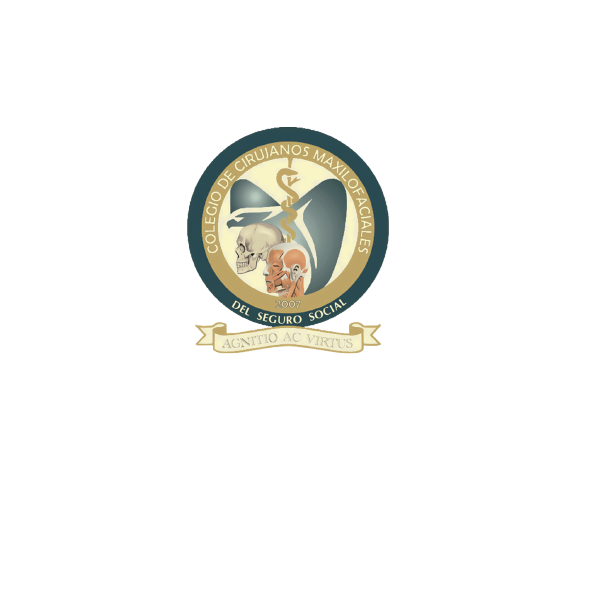 COLEGIO DE CIRUJANOS MAXILOFACIALES
2007
DEL SEGURO SOCIAL
AGNITIO AC VIRTUS